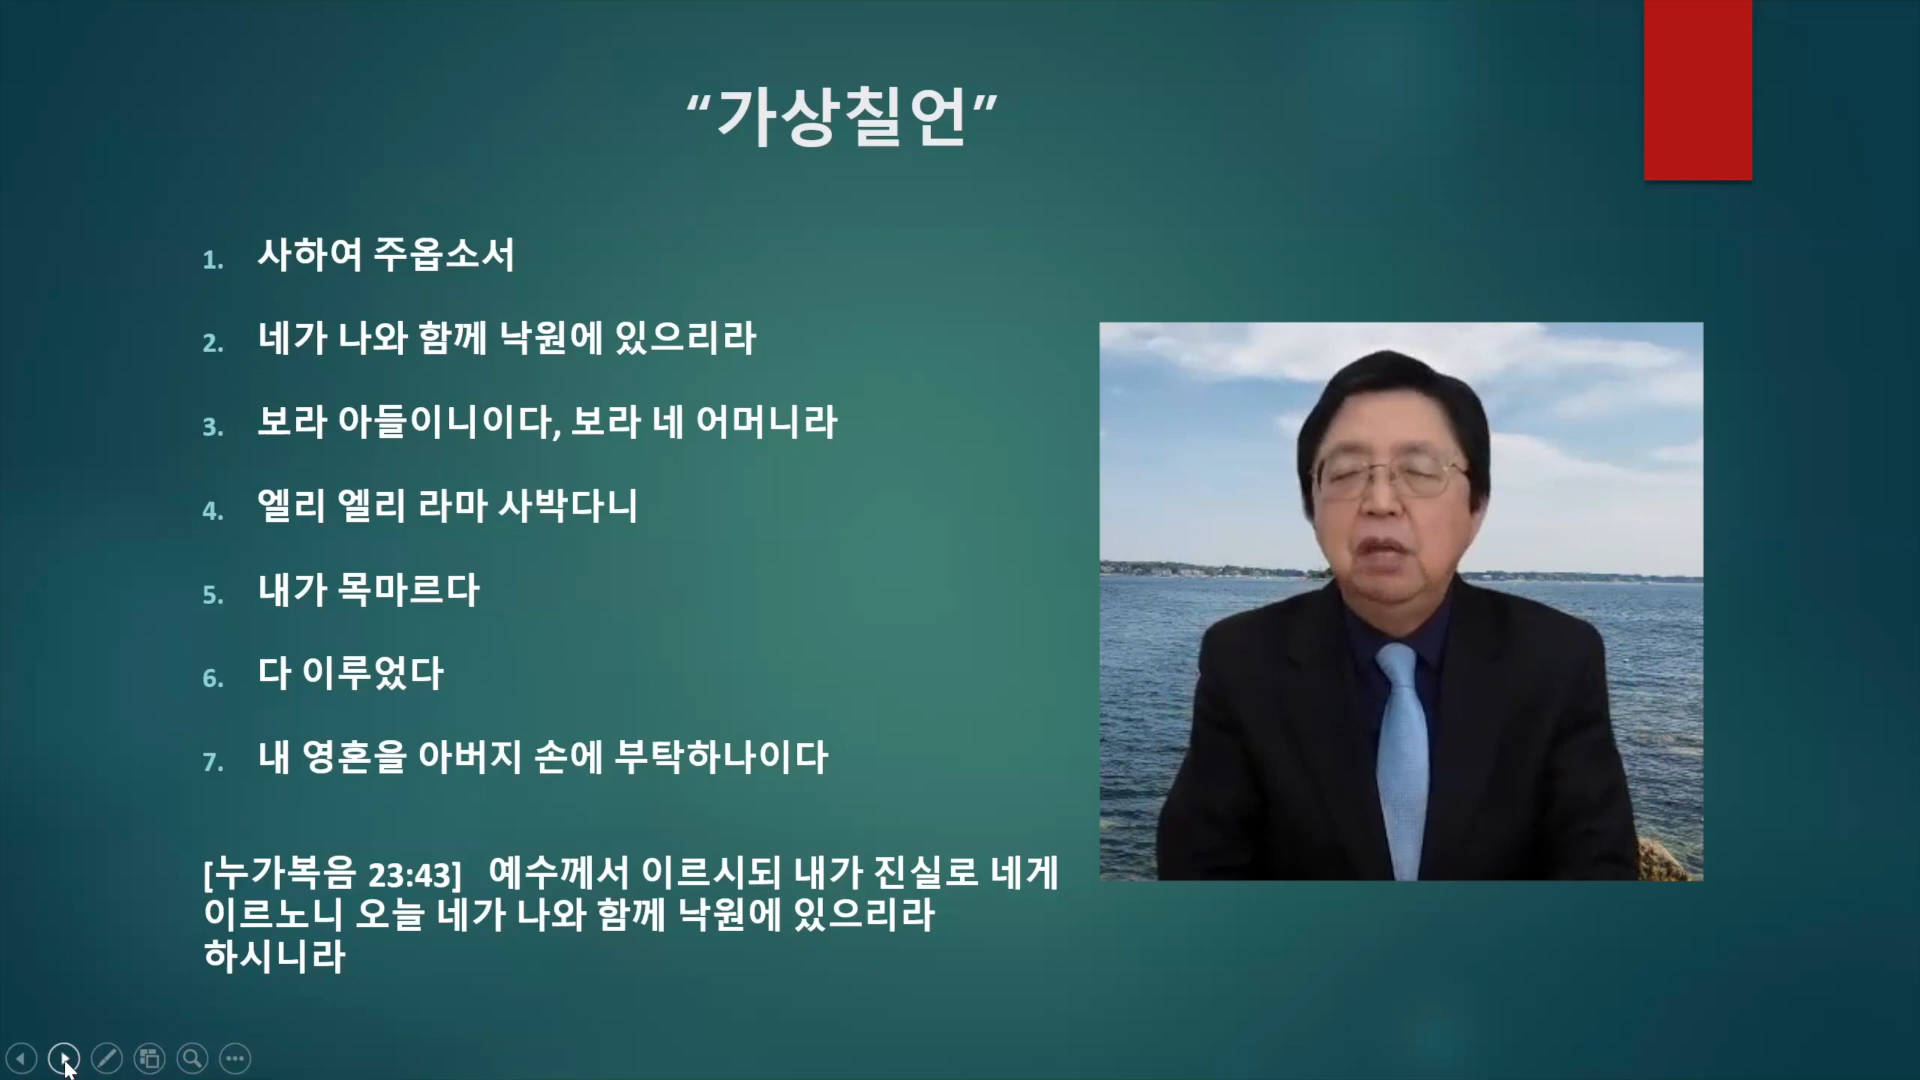 “가상칠언”
1. 사하여 주옵소서
2. 네가 나와 함께 낙원에 있으리라
3. 보라 아들이니이다, 보라 네 어머니라
4. 엘리 엘리 라마 사박다니
5. 내가 목마르다
6. 다 이루었다
7. 내 영혼을 아버지 손에 부탁하나이다
[누가복음 23:43] 예수께서 이르시되 내가 진실로 네게
이르노니 오늘 네가 나와 함께 낙원에 있으리라
하시니라